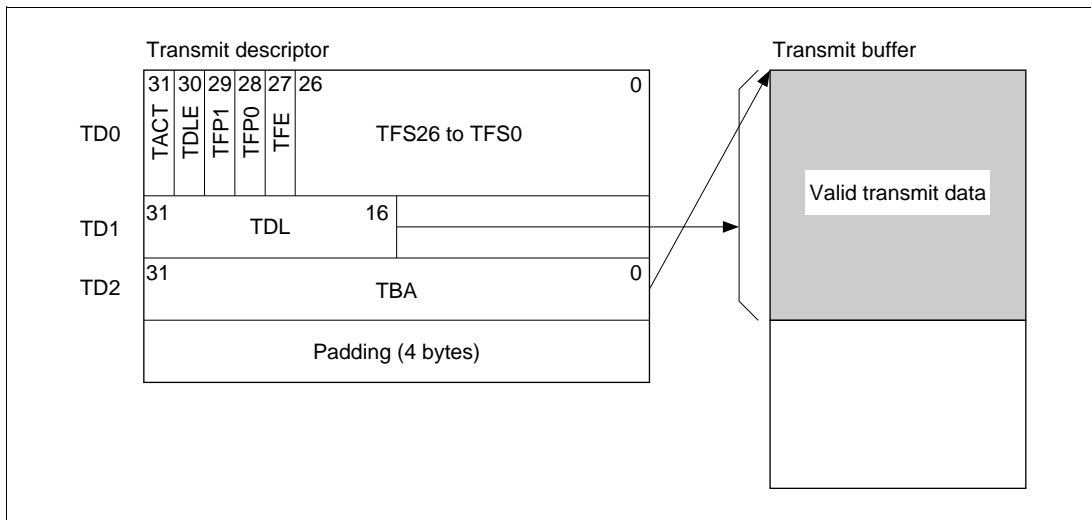 Transmit descriptor
Transmit buffer
31 30 29 28 27 26 0
TD0
TACT
TDLE
TFP1
TFP0
TFE
TFS26 to TFS0
Valid transmit data
TD1
31 16
TDL
TD2
31 0
TBA
Padding (4 bytes)